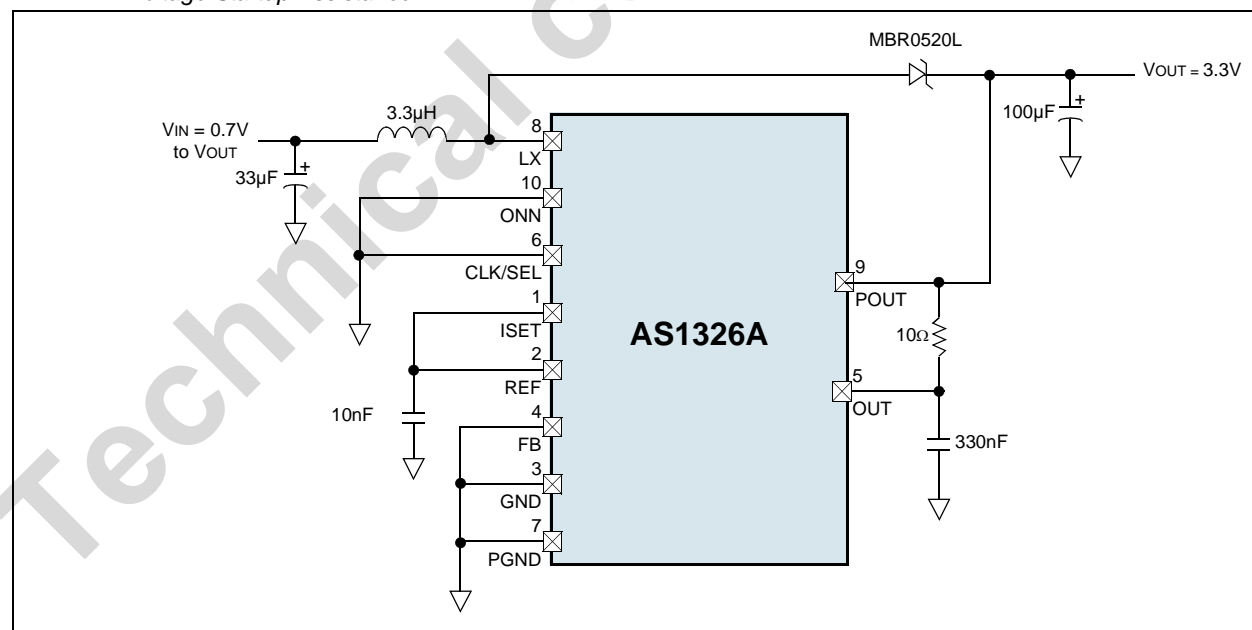 MBR0520L
VOUT = 3.3V
100µF
+
3.3µH
VIN = 0.7V
to VOUT
33µF
+
8
LX
10
ONN
6
CLK/SEL
1
ISET
2
REF
10nF
4
FB
3
GND
7
PGND
AS1326A
9
POUT
10Ω
5
OUT
330nF
Technical c